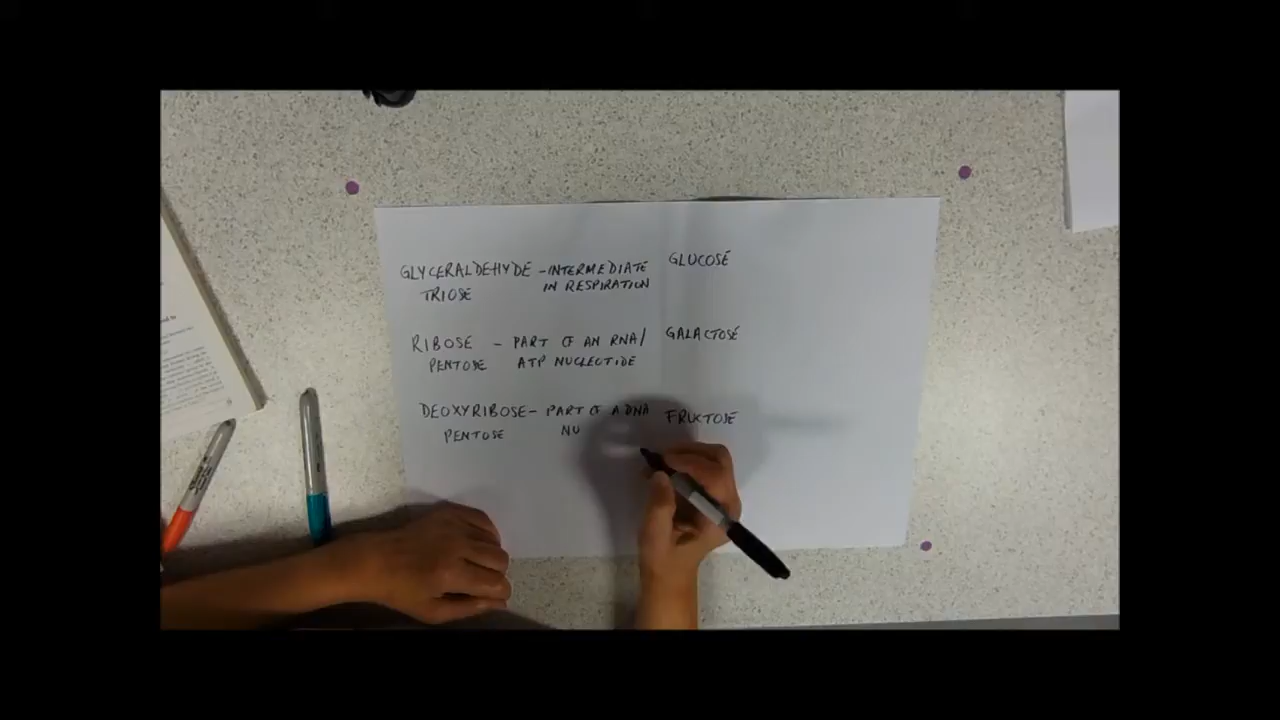 GLYCERALDEHYDE - INTERMEDIATE
IN RESPIRATION
TRIOSE
RIBOSE - PART OF AN RNA/
PENTOSE ATP NUCLEOTIDE
DEOXYRIBOSE - PART OF A DNA
PENTOSE NU
GLUCOSE
GALACTOSE
FRUCTOSE